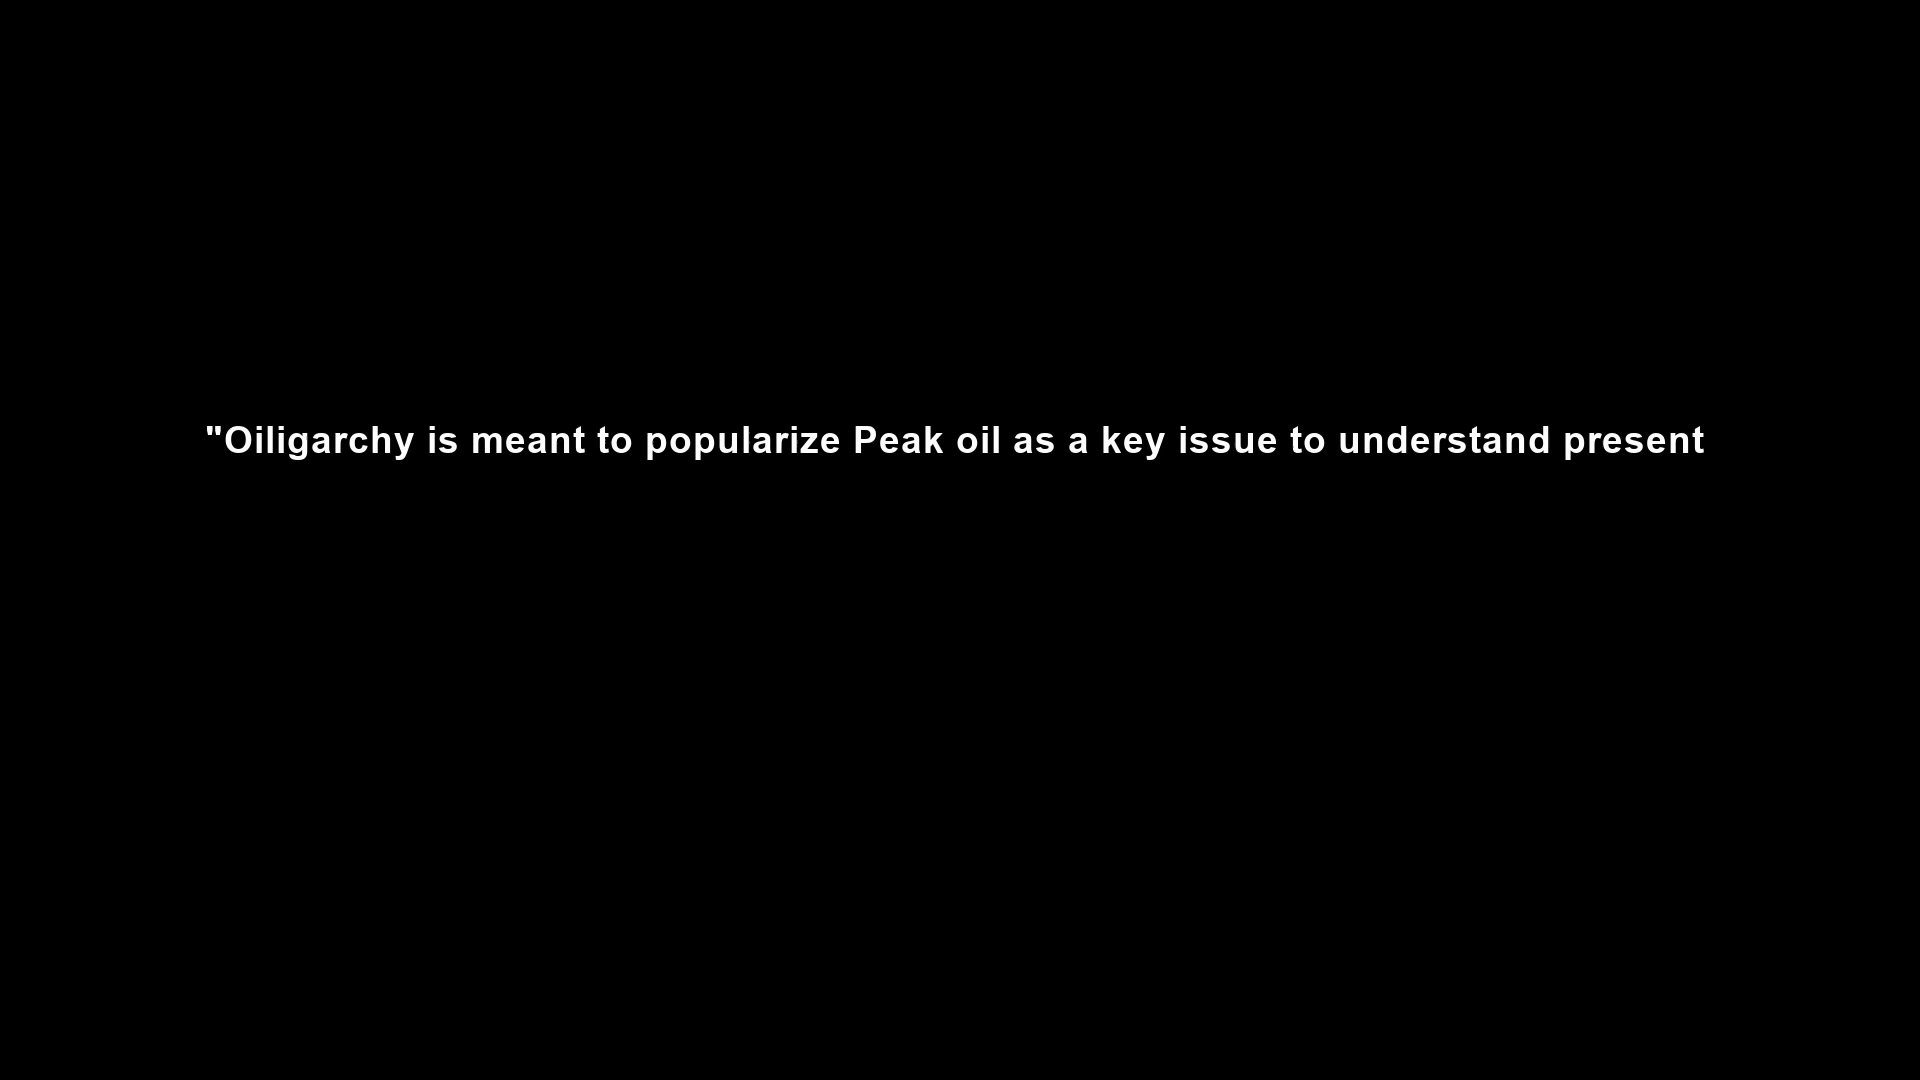 "Oiligarchy is meant to popularize Peak oil as a key issue to understand present